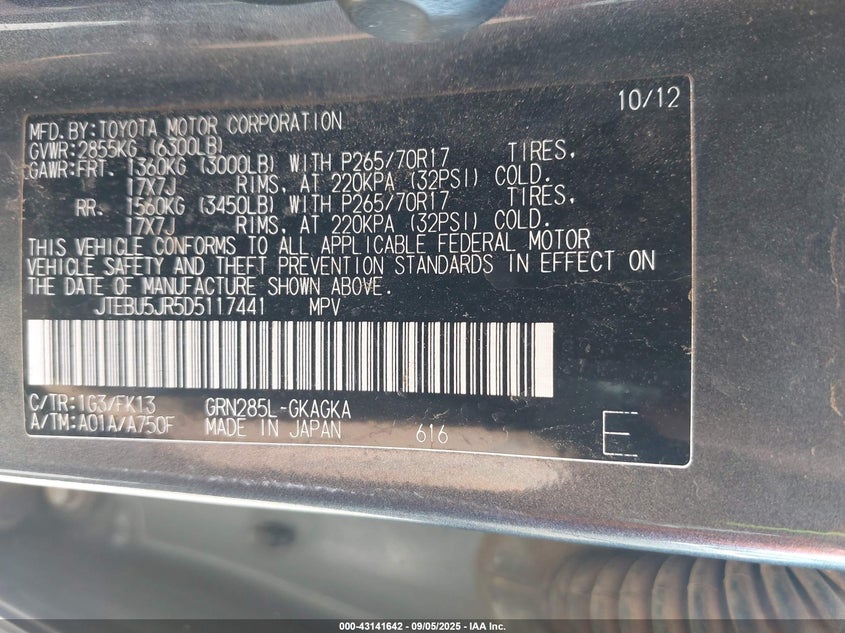 10/12
MFD.BY:TOYOTA MOTOR CORPORATION
GVWR:2855KG (6300LB)
GAWR:FRT. 1360KG (3000LB) WITH P265/70R17 TIRES,
17X7J RIMS, AT 220KPA (32PSI) COLD.
RR. 1560KG (3450LB) WITH P265/70R17 TIRES,
17X7J RIMS, AT 220KPA (32PSI) COLD.
THIS VEHICLE CONFORMS TO ALL APPLICABLE FEDERAL MOTOR
VEHICLE SAFETY AND THEFT PREVENTION STANDARDS IN EFFECT ON
THE DATE OF MANUFACTURE SHOWN ABOVE.
JTEBU5JR5D5117441 MPV
C/TR:1G3/FK13 GRN285L-GKAGKA
A/TM:A01A/A750F MADE IN JAPAN 616 E
000-43141642 - 09/05/2025 - IAA Inc.